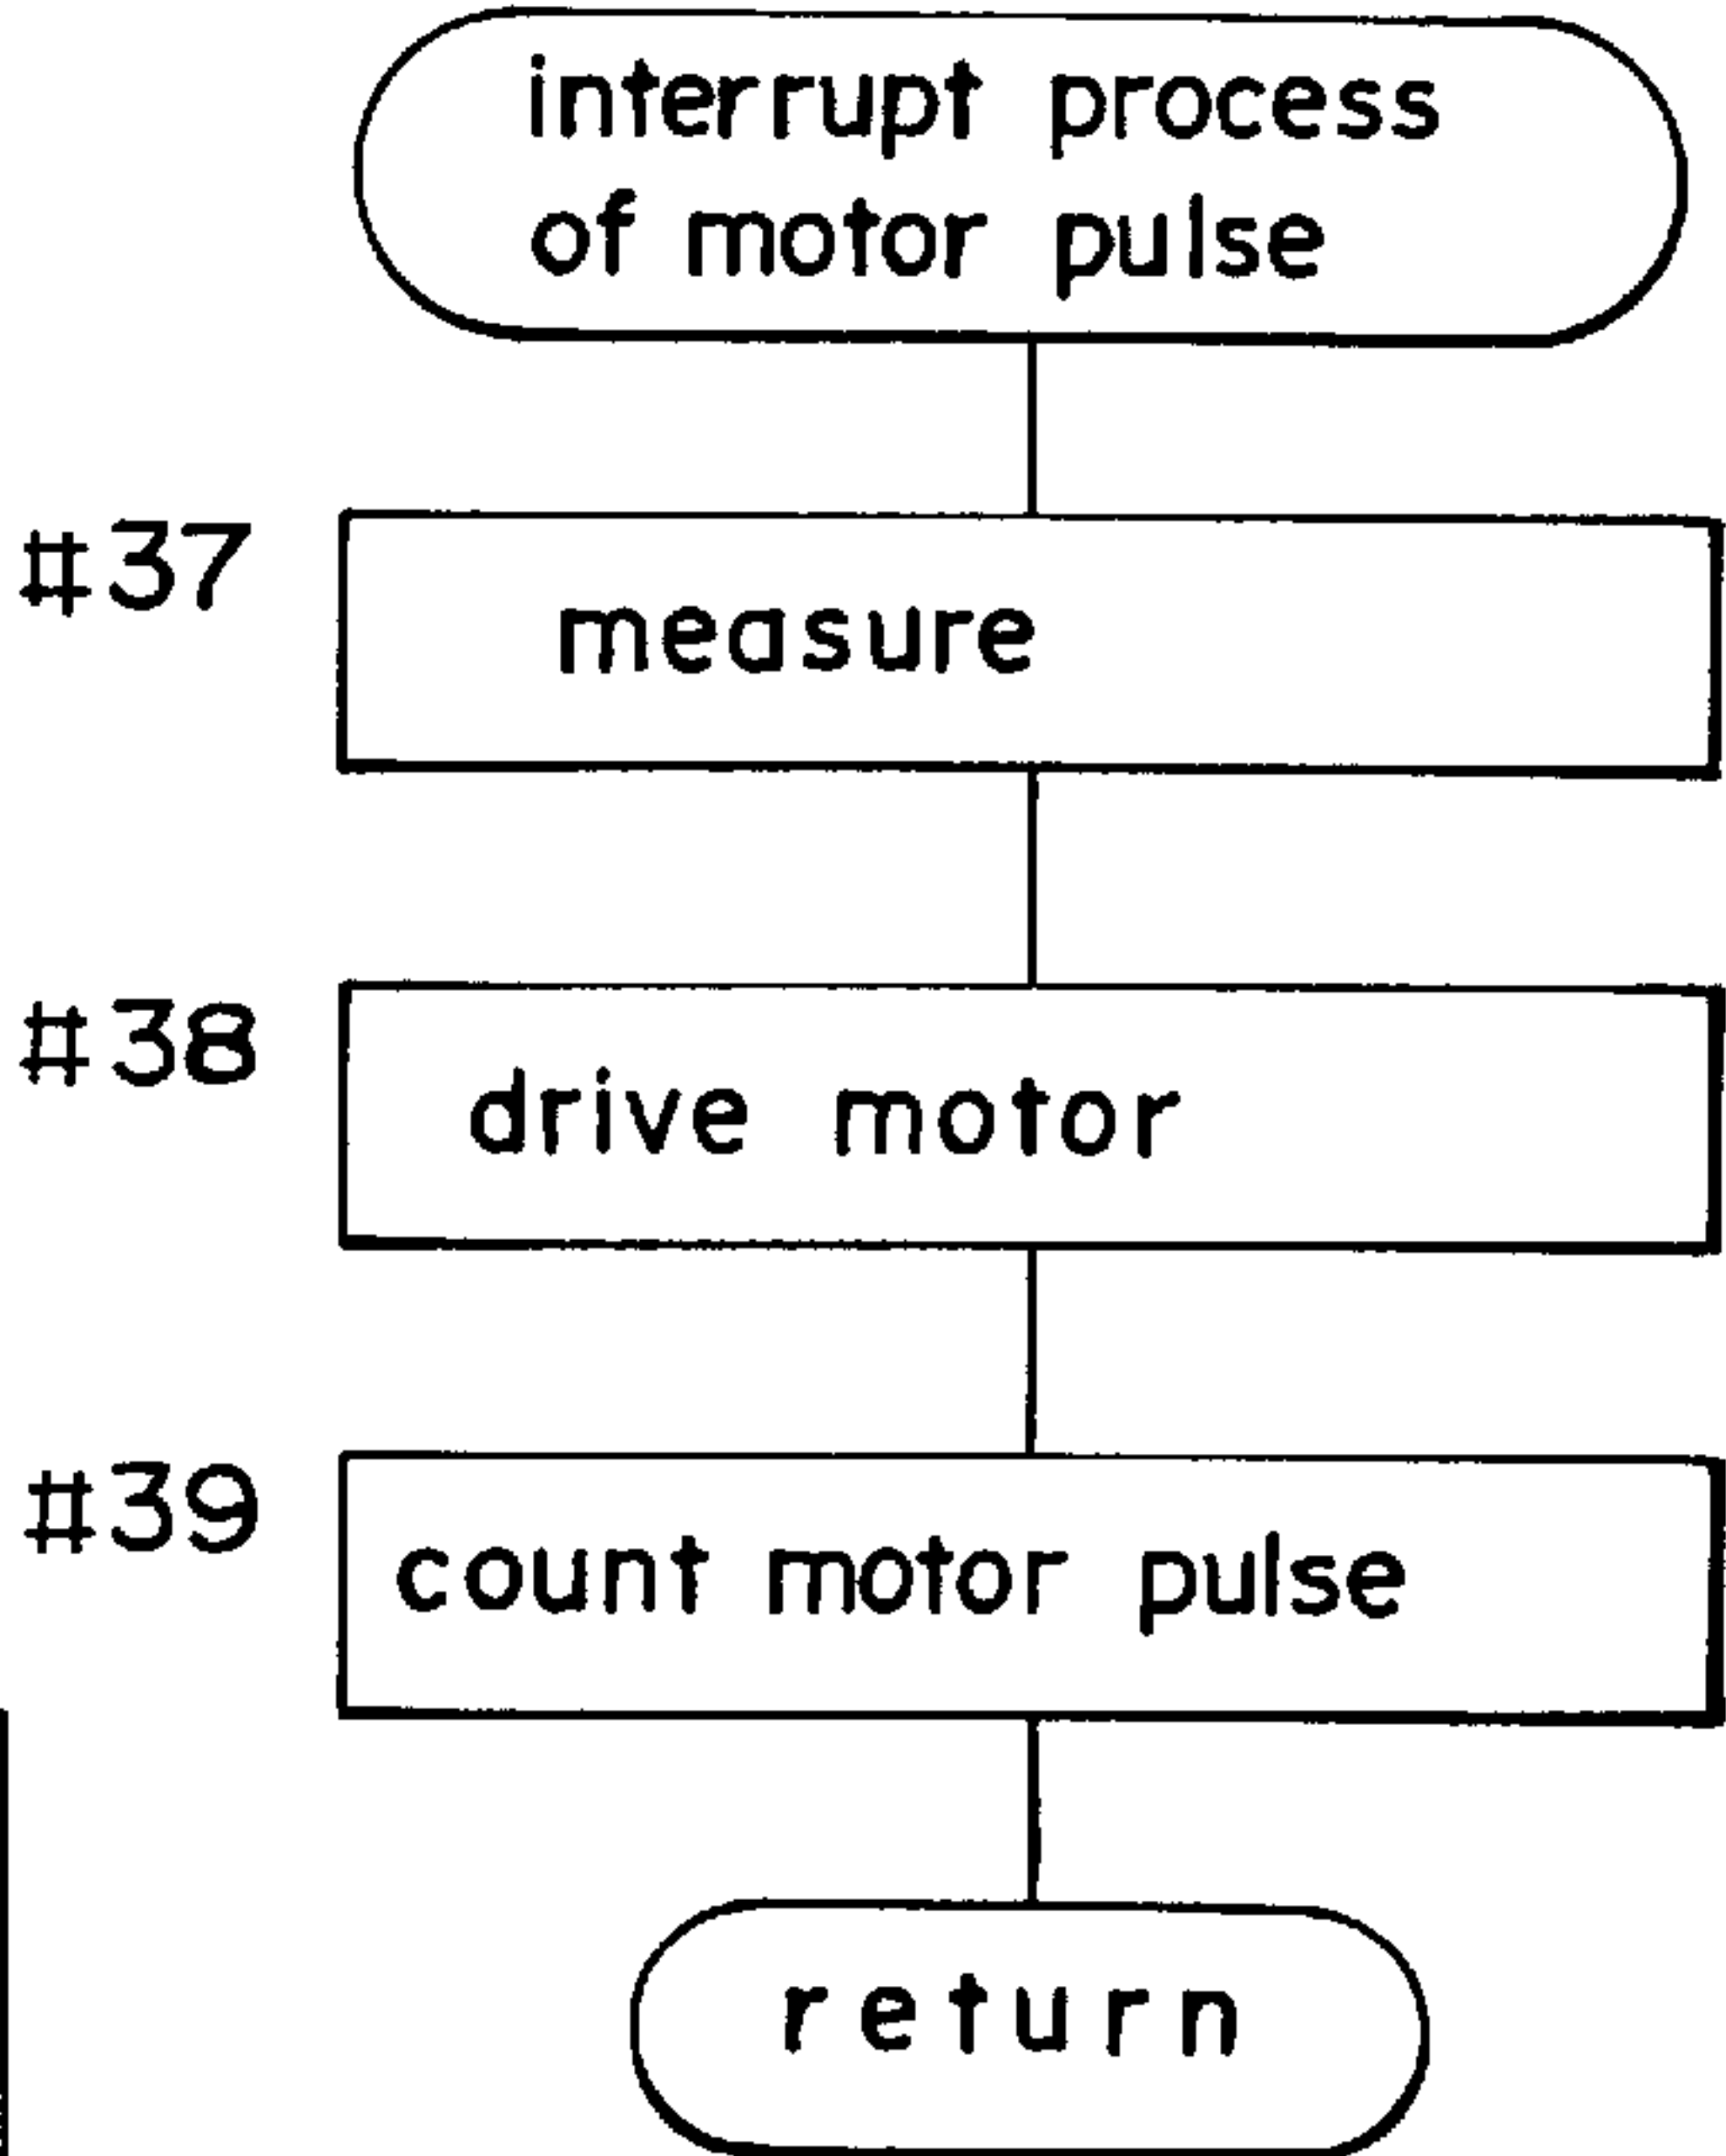 interrupt process
of motor pulse
#37
measure
#38
drive motor
#39
count motor pulse
return